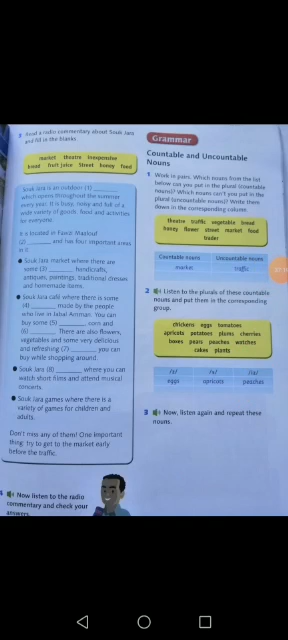 3 Read a radio commentary about Souk Jara
and fill in the blanks.
market theatre inexpensive
bread fruit juice Street honey food
Souk Jara is an outdoor (1) ______
which opens throughout the summer
every year. It is busy, noisy and full of a
wide variety of goods, food and activities
for everyone.
It is located in Fawzi Maalouf
(2) ______ and has four important areas
in it.
● Souk Jara market where there are
some (3) ______ handicrafts,
antiques, paintings, traditional dresses
and homemade items.
● Souk Jara café where there is some
(4) ______ made by the people
who live in Jabal Amman. You can
buy some (5) ______ corn and
(6) ______. There are also flowers,
vegetables and some very delicious
and refreshing (7) ______ you can
buy while shopping around.
● Souk Jara (8) ______ where you can
watch short films and attend musical
concerts.
● Souk Jara games where there is a
variety of games for children and
adults.
Don't miss any of them! One important
thing: try to get to the market early
before the traffic.
Now listen to the radio
commentary and check your
answers.
Grammar
Countable and Uncountable
Nouns
1 Work in pairs. Which nouns from the list
below can you put in the plural (countable
nouns)? Which nouns can't you put in the
plural (uncountable nouns)? Write them
down in the corresponding column.
theatre traffic vegetable bread
honey flower street market food
trader
Countable nouns Uncountable nouns
market traffic
2 Listen to the plurals of these countable
nouns and put them in the corresponding
group.
chickens eggs tomatoes
apricots potatoes plums cherries
boxes pears peaches watches
cakes plants
/z/ /s/ /iz/
eggs apricots peaches
3 Now, listen again and repeat these
nouns.